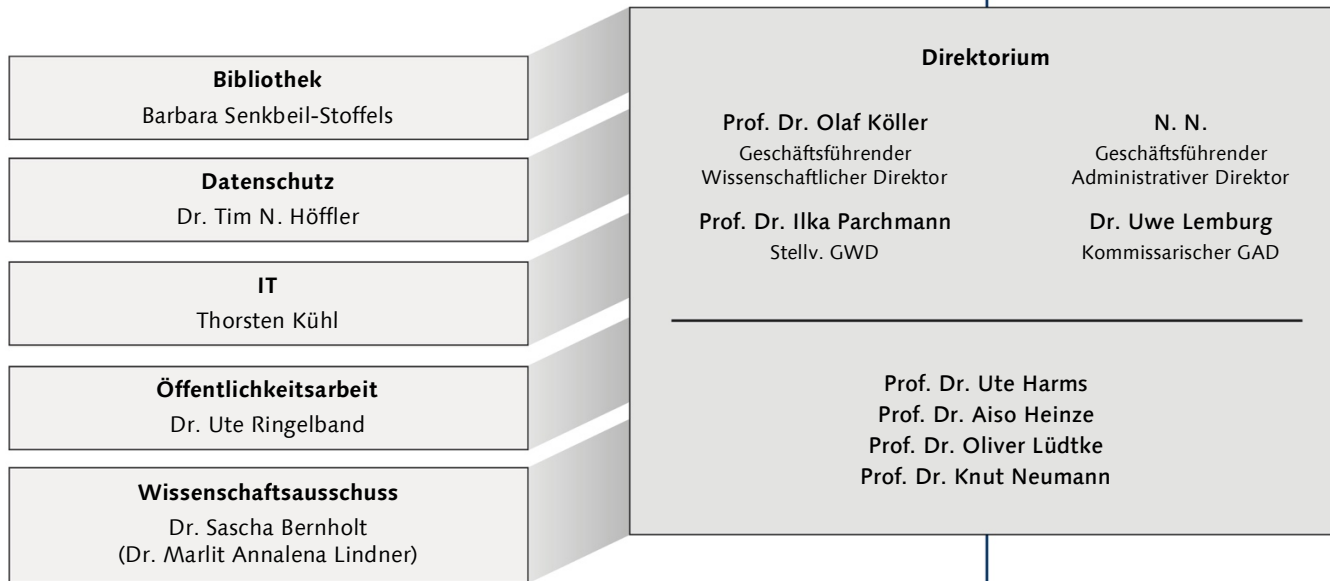 Bibliothek
Barbara Senkbeil-Stoffels
Datenschutz
Dr. Tim N. Höffler
IT
Thorsten Kühl
Öffentlichkeitsarbeit
Dr. Ute Ringelband
Wissenschaftsausschuss
Dr. Sascha Bernholt
(Dr. Marlit Annalena Lindner)
Direktorium
Prof. Dr. Olaf Köller
Geschäftsführender
Wissenschaftlicher Direktor
Prof. Dr. Ilka Parchmann
Stellv. GWD
N. N.
Geschäftsführender
Administrativer Direktor
Dr. Uwe Lemburg
Kommissarischer GAD
Prof. Dr. Ute Harms
Prof. Dr. Aiso Heinze
Prof. Dr. Oliver Lüdtke
Prof. Dr. Knut Neumann